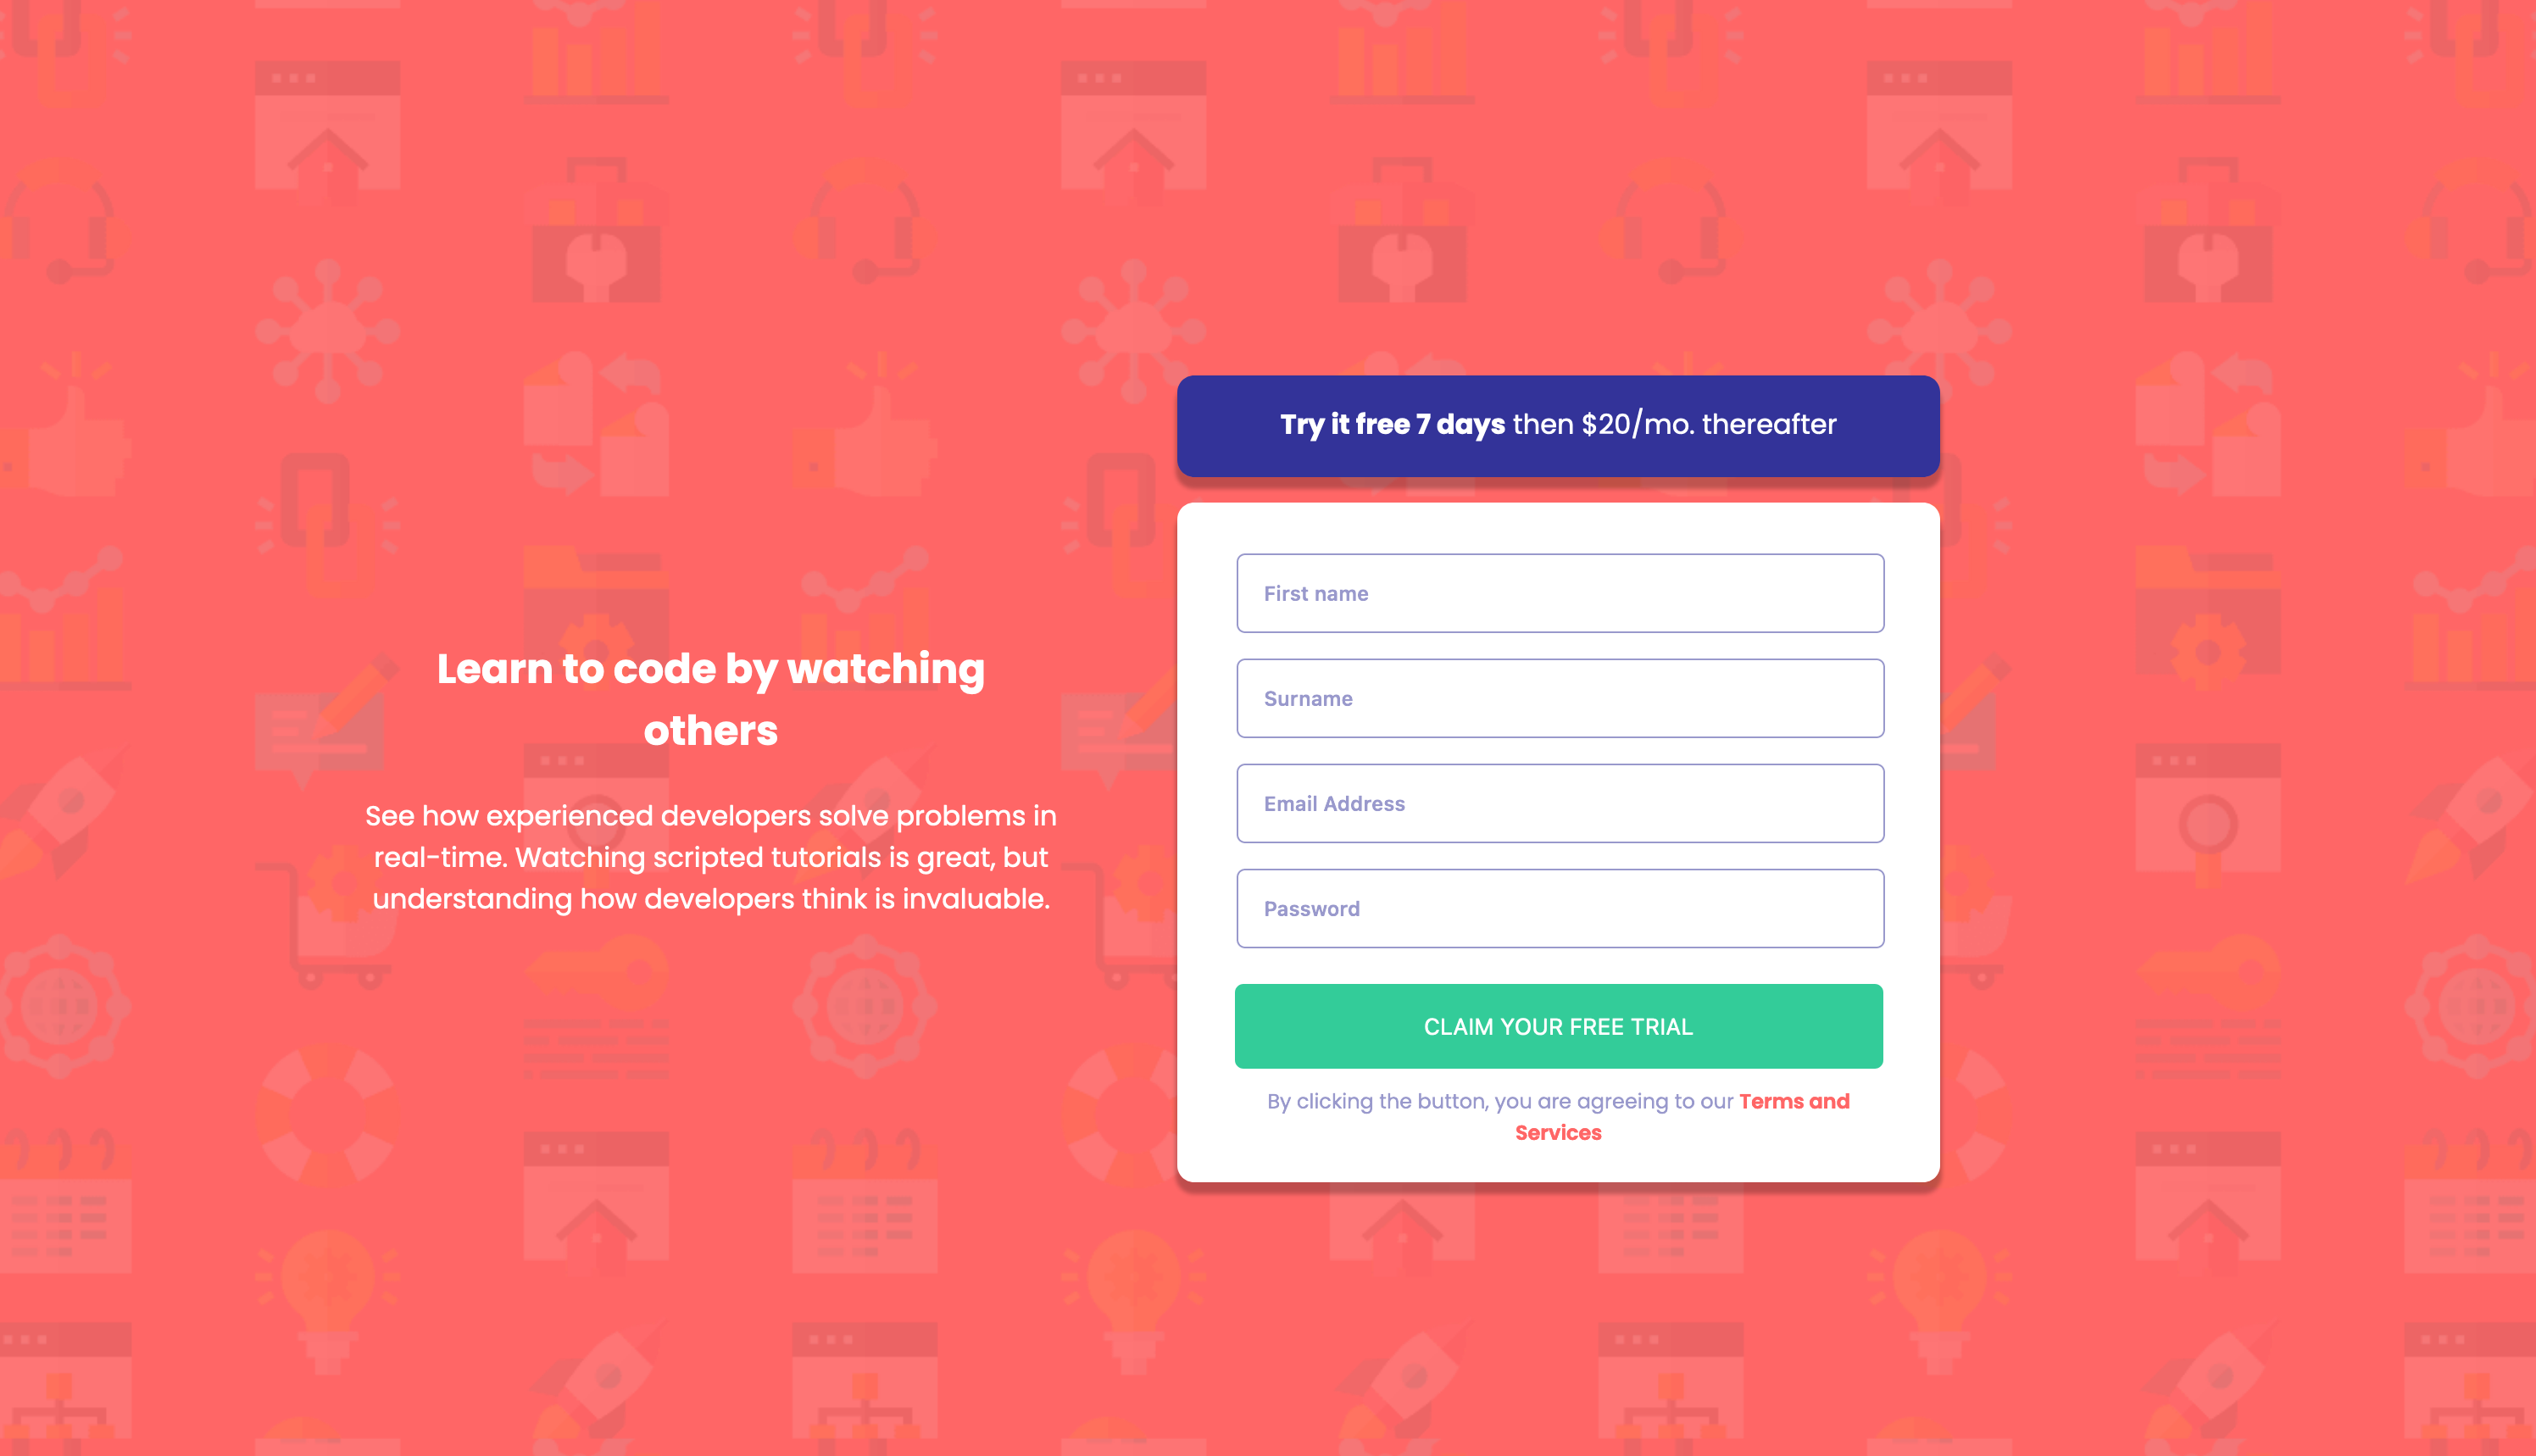 Learn to code by watching
others
See how experienced developers solve problems in
real-time. Watching scripted tutorials is great, but
understanding how developers think is invaluable.
Try it free 7 days then $20/mo. thereafter
First name
Surname
Email Address
Password
CLAIM YOUR FREE TRIAL
By clicking the button, you are agreeing to our Terms and
Services